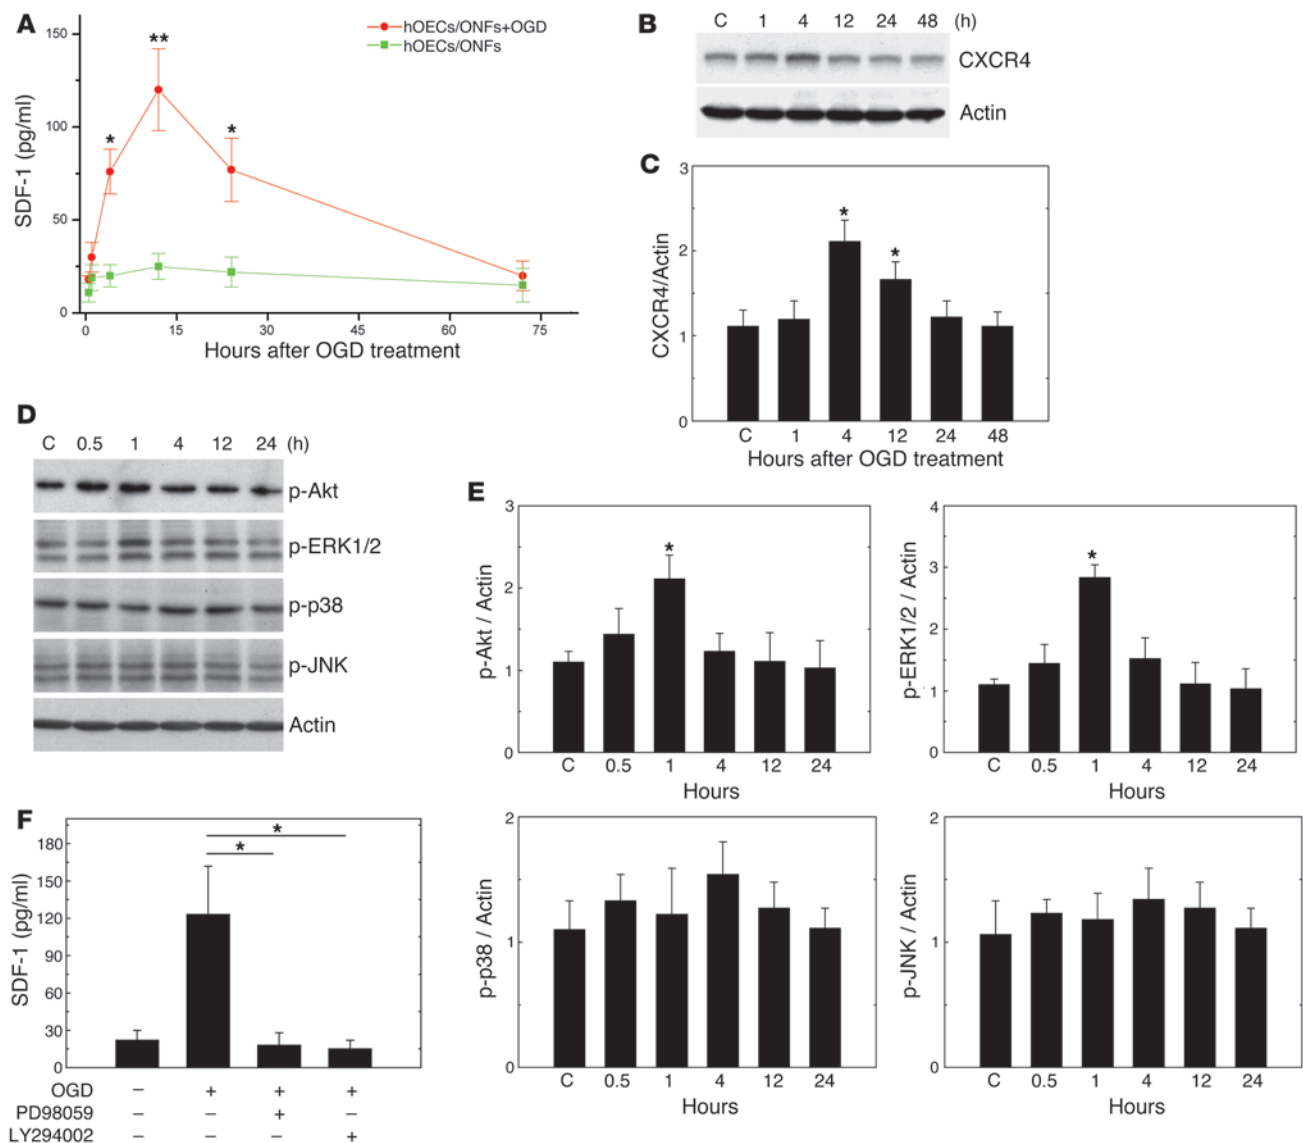 A
hOECs/ONFs+OGD
hOECs/ONFs
SDF-1 (pg/ml)
150
100
50
0
*
**
*
0 15 30 45 60 75
Hours after OGD treatment
B
C 1 4 12 24 48 (h)
CXCR4
Actin
C
CXCR4/Actin
3
2
1
0
*
*
C 1 4 12 24 48
Hours after OGD treatment
D
C 0.5 1 4 12 24 (h)
p-Akt
p-ERK1/2
p-p38
p-JNK
Actin
E
p-Akt / Actin
3
2
1
0
*
C 0.5 1 4 12 24
Hours
p-ERK1/2 / Actin
4
3
2
1
0
*
C 0.5 1 4 12 24
Hours
p-p38 / Actin
2
1
0
C 0.5 1 4 12 24
Hours
p-JNK / Actin
2
1
0
C 0.5 1 4 12 24
Hours
F
SDF-1 (pg/ml)
180
150
120
90
60
30
0
*
*
OGD − + + +
PD98059 − − + −
LY294002 − − − +